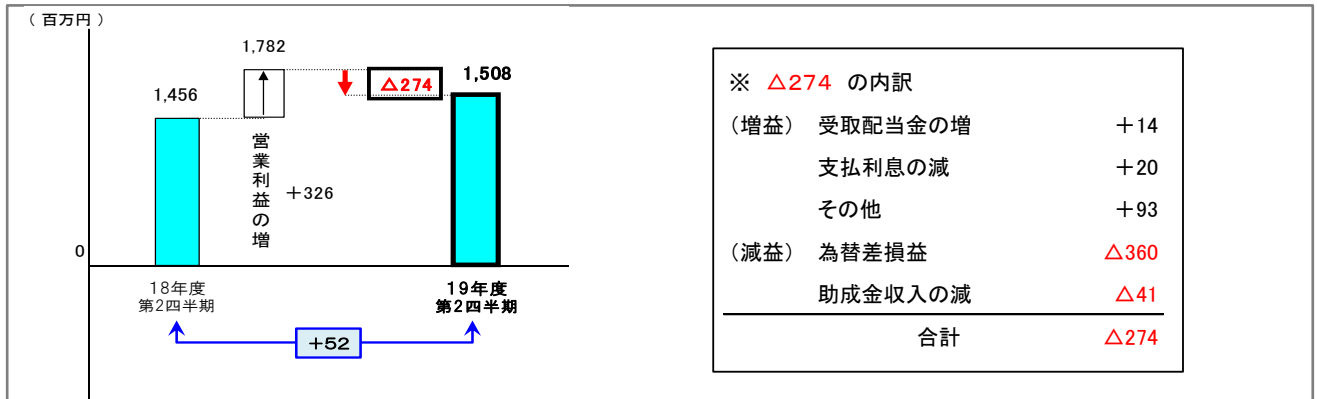 （百万円）
1,782
△274
1,508
1,456
営業利益の増
＋326
0
18年度
第2四半期
19年度
第2四半期
＋52
※ △274 の内訳
（増益） 受取配当金の増 ＋14
支払利息の減 ＋20
その他 ＋93
（減益） 為替差損益 △360
助成金収入の減 △41
合計 △274